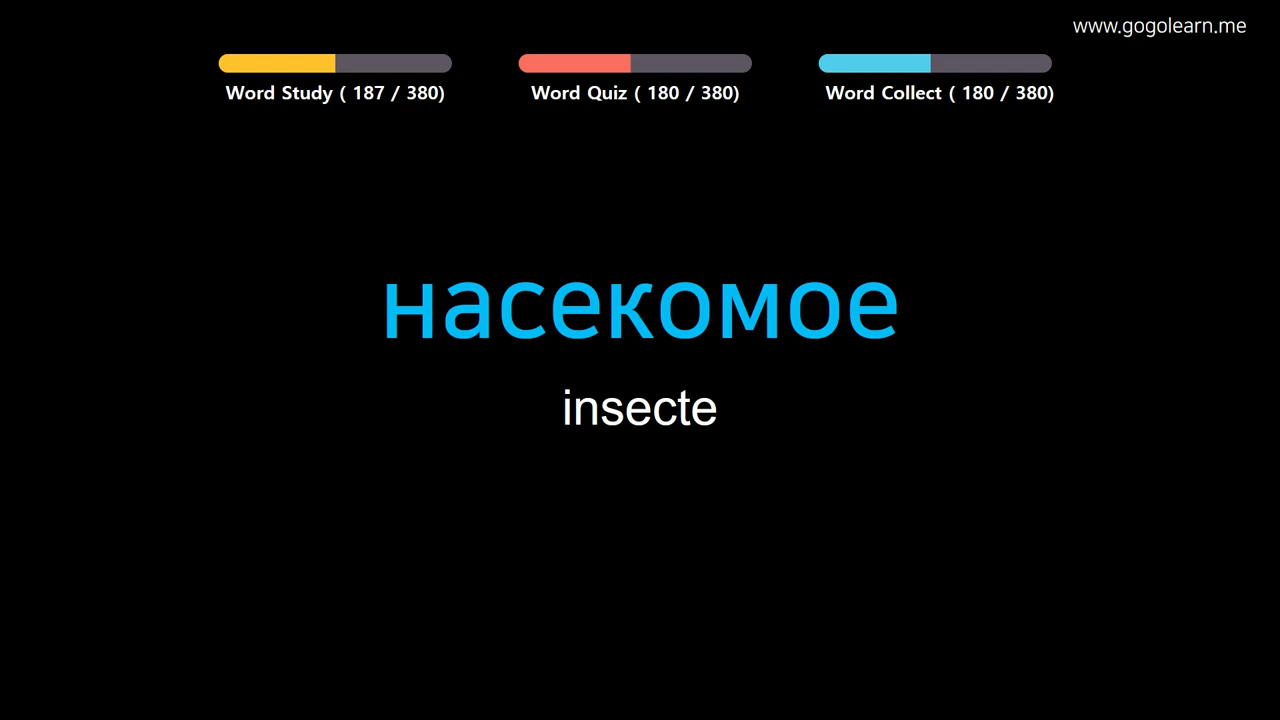 www.gogolearn.me
Word Study ( 187 / 380)
Word Quiz ( 180 / 380)
Word Collect ( 180 / 380)
насекомое
insecte